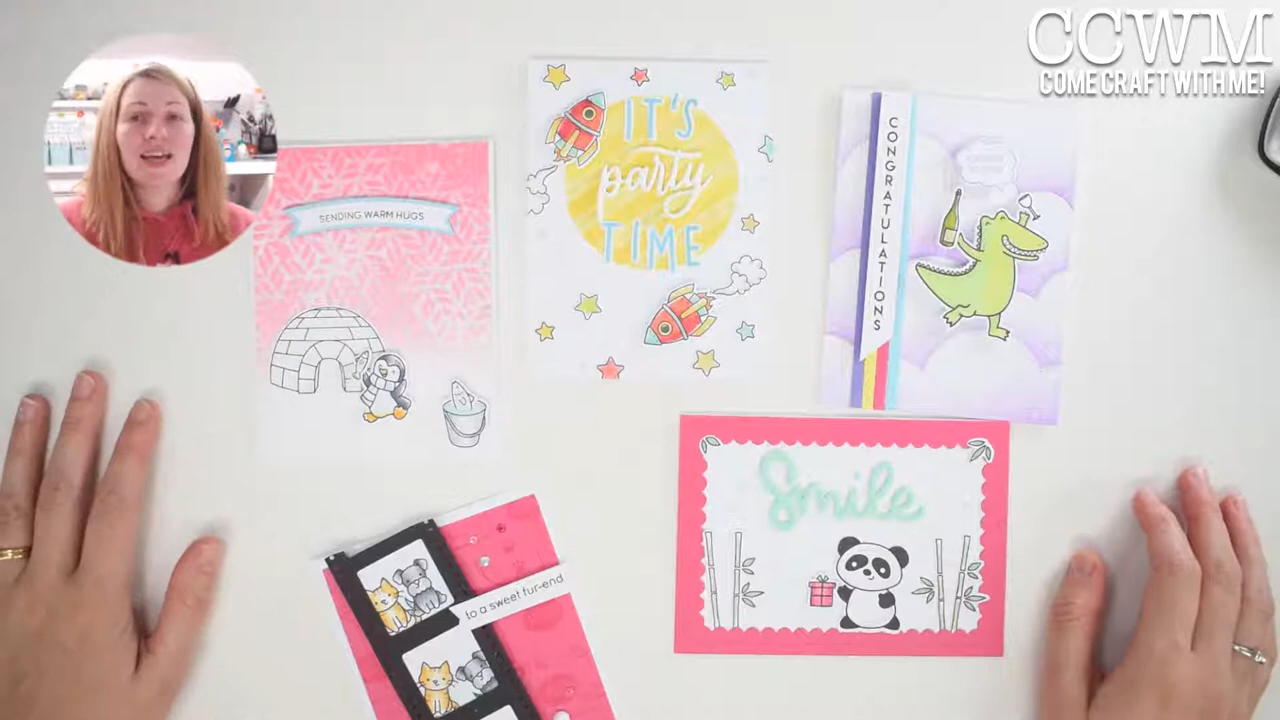 CCWM
COME CRAFT WITH ME!
SENDING WARM HUGS
IT'S
party
TIME
CONGRATULATIONS
Smile
to a sweet fur-end